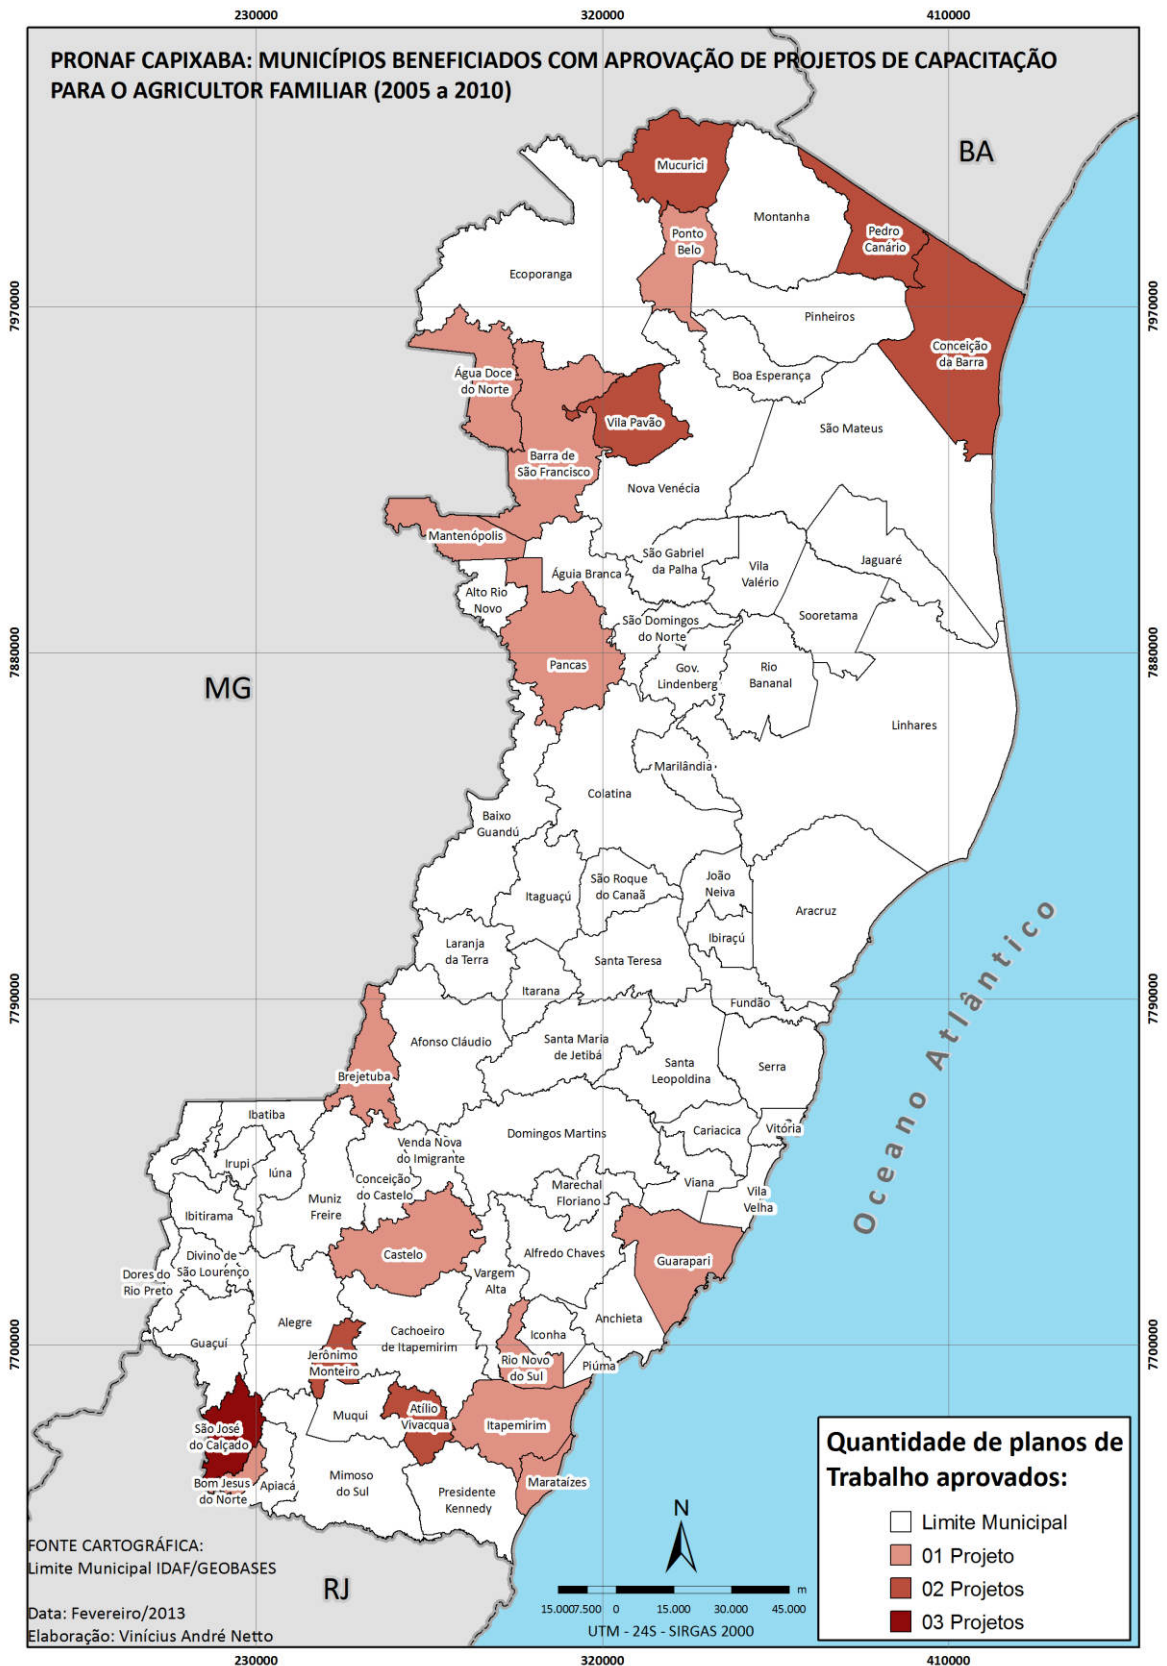 230000
320000
410000
PRONAF CAPIXABA: MUNICÍPIOS BENEFICIADOS COM APROVAÇÃO DE PROJETOS DE CAPACITAÇÃO
PARA O AGRICULTOR FAMILIAR (2005 a 2010)
BA
Mucurici
Montanha
Ponto
Belo
Pedro
Canário
Ecoporanga
7970000
7970000
Pinheiros
Conceição
da Barra
Água Doce
do Norte
Boa Esperança
Vila Pavão
São Mateus
Barra de
São Francisco
Nova Venécia
Mantenópolis
São Gabriel
da Palha
Jaguaré
Águia Branca
Vila
Valério
Alto Rio
Novo
Sooretama
São Domingos
do Norte
7880000
7880000
Pancas
Gov.
Lindenberg
Rio
Bananal
MG
Linhares
Marilândia
Colatina
Baixo
Guandú
Itaguaçú
São Roque
do Canaã
João
Neiva
Aracruz
Ibiraçú
Laranja
da Terra
Santa Teresa
Oceano Atlântico
Itarana
7790000
7790000
Fundão
Afonso Cláudio
Santa Maria
de Jetibá
Santa
Leopoldina
Serra
Brejetuba
Ibatiba
Venda Nova
do Imigrante
Domingos Martins
Cariacica
Vitória
Irupi
Iúna
Conceição
do Castelo
Marechal
Floriano
Viana
Vila
Velha
Ibitirama
Muniz
Freire
Divino de
São Lourenço
Castelo
Alfredo Chaves
Guarapari
Dores do
Rio Preto
Vargem
Alta
Anchieta
Alegre
Cachoeiro
de Itapemirim
Iconha
Guaçuí
7700000
7700000
Jerônimo
Monteiro
Rio Novo
do Sul
Piúma
São José
do Calçado
Muqui
Atílio
Vivacqua
Itapemirim
Bom Jesus
do Norte
Apiacá
Mimoso
do Sul
Presidente
Kennedy
Marataízes
Quantidade de planos de
Trabalho aprovados:
Limite Municipal
01 Projeto
02 Projetos
03 Projetos
N
m
15.000
7.500
0
15.000
30.000
45.000
UTM - 24S - SIRGAS 2000
FONTE CARTOGRÁFICA:
Limite Municipal IDAF/GEOBASES
RJ
Data: Fevereiro/2013
Elaboração: Vinícius André Netto
230000
320000
410000